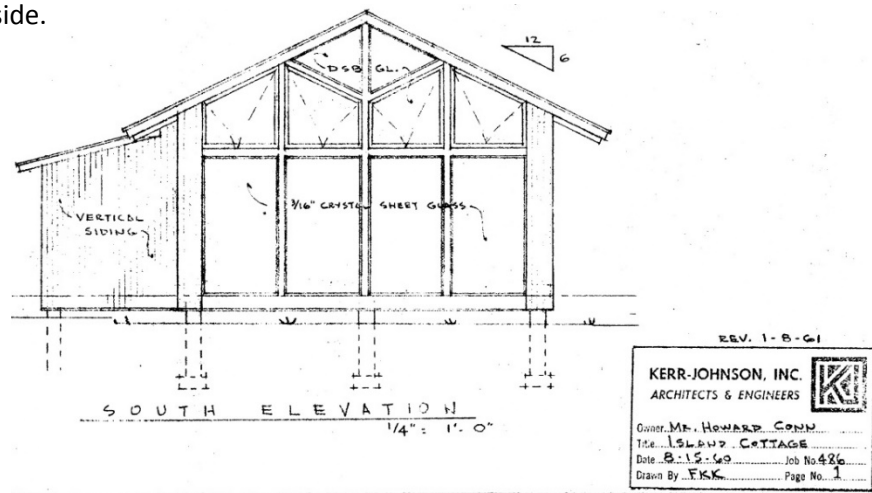 side.
12
6
DSB GL.
3/16" CRYSTAL SHEET GLASS
VERTICAL
SIDING
SOUTH ELEVATION
1/4" = 1'-0"
REV. 1-8-61
KERR-JOHNSON, INC.
ARCHITECTS & ENGINEERS
KJ
Owner MR. HOWARD CONN
Title ISLAND COTTAGE
Date 8-15-60 Job No. 486
Drawn By FKK Page No. 1